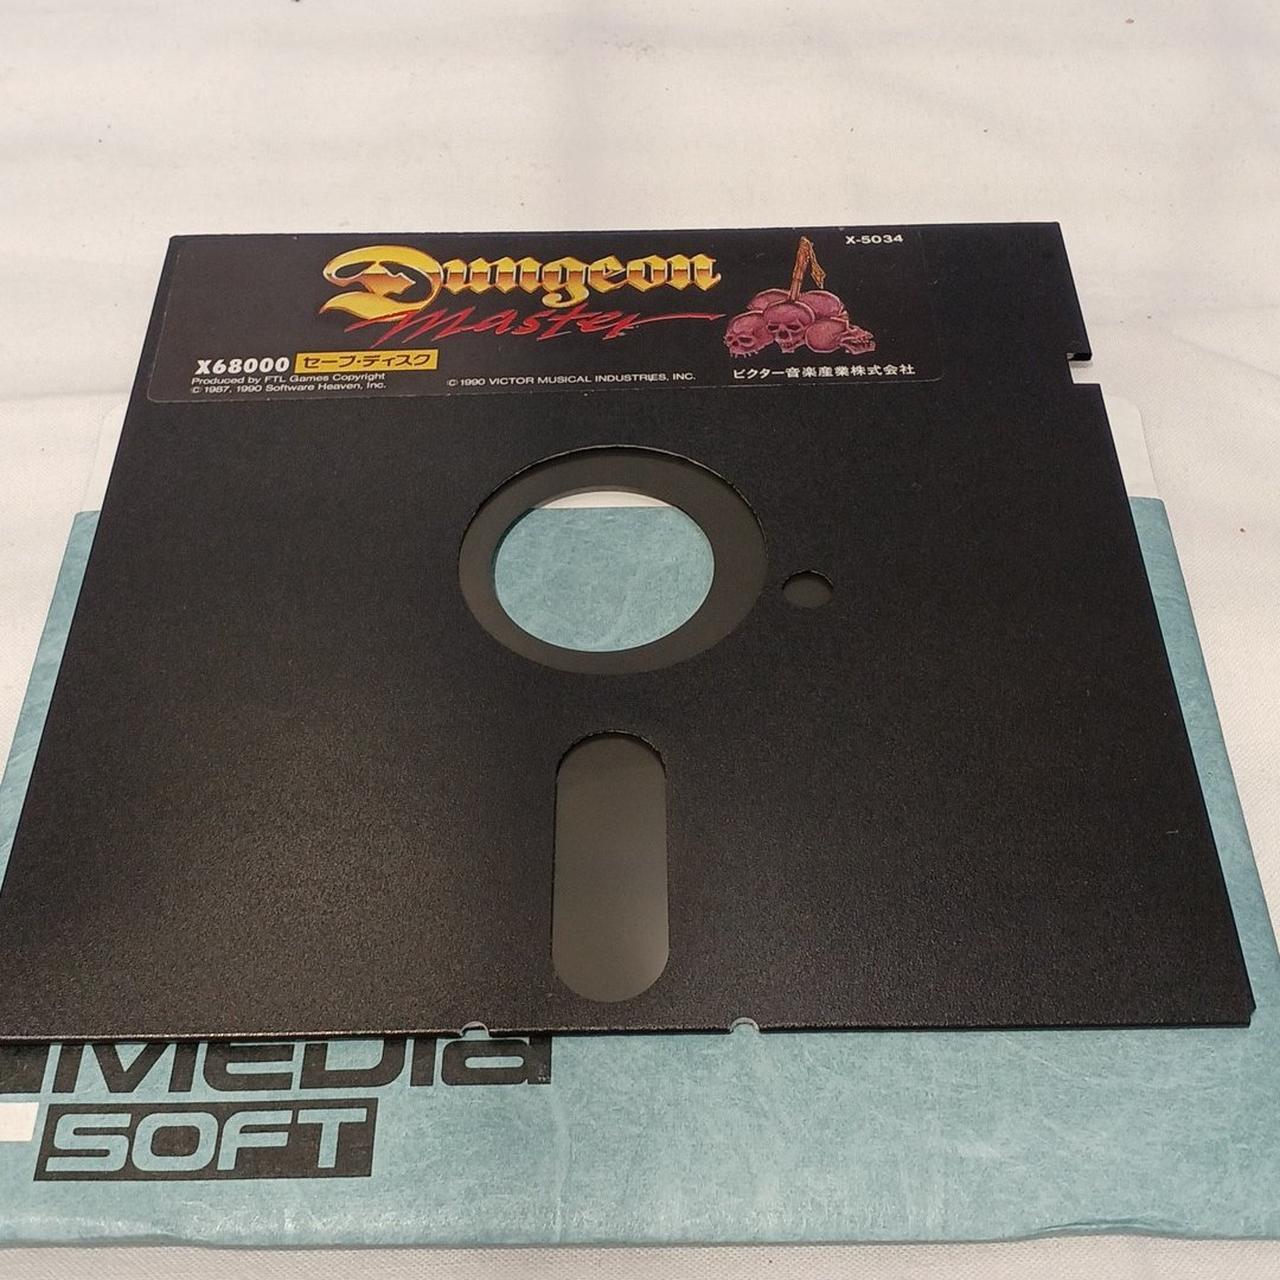 X-5034
Dungeon
Master
X68000 セーブ・ディスク
Produced by FTL Games Copyright
© 1987, 1990 Software Heaven, Inc.
© 1990 VICTOR MUSICAL INDUSTRIES, INC.
ビクター音楽産業株式会社
MEDIA
SOFT